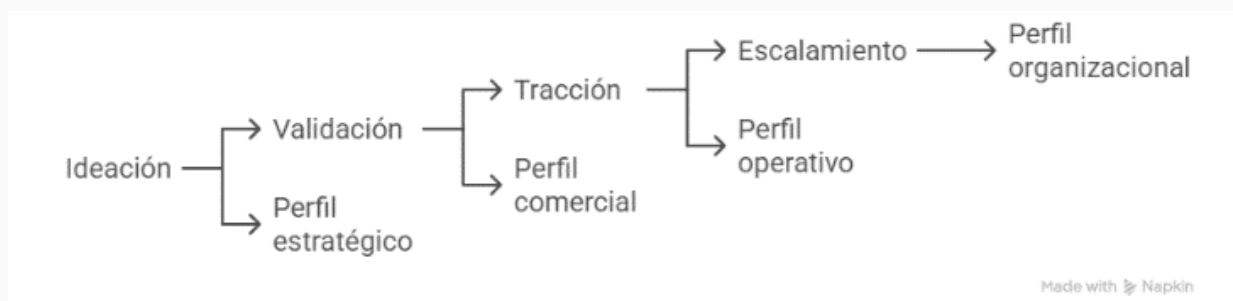 Ideación
Validación
Perfil
estratégico
Tracción
Perfil
comercial
Escalamiento
Perfil
operativo
Perfil
organizacional
Made with Napkin